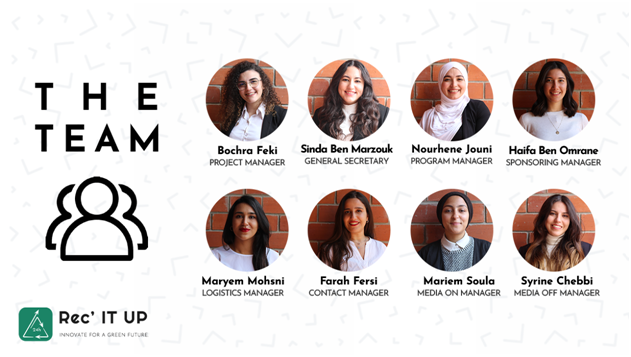 THE
TEAM
Bochra Feki
PROJECT MANAGER
Sinda Ben Marzouk
GENERAL SECRETARY
Nourhene Jouni
PROGRAM MANAGER
Haifa Ben Omrane
SPONSORING MANAGER
Maryem Mohsni
LOGISTICS MANAGER
Farah Fersi
CONTACT MANAGER
Mariem Soula
MEDIA ON MANAGER
Syrine Chebbi
MEDIA OFF MANAGER
Rec' IT UP
INNOVATE FOR A GREEN FUTURE